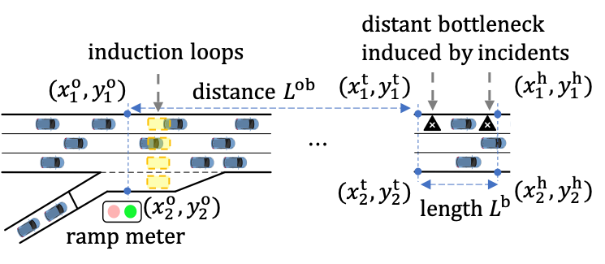 distant bottleneck
induction loops
induced by incidents
(x₁ᵒ, y₁ᵒ)
distance Lᵒᵇ
(x₁ᵗ, y₁ᵗ)
(x₁ʰ, y₁ʰ)
...
(x₂ᵒ, y₂ᵒ)
(x₂ᵗ, y₂ᵗ)
(x₂ʰ, y₂ʰ)
length Lᵇ
ramp meter